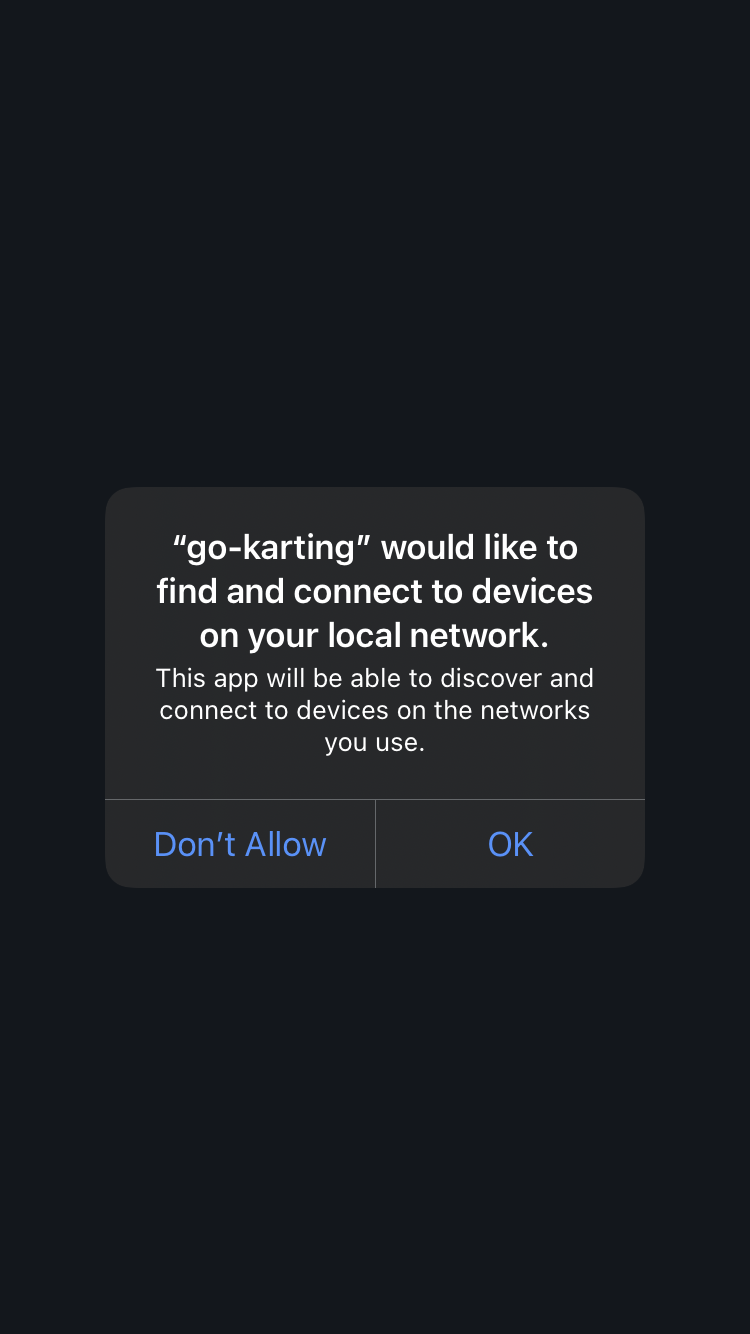 “go-karting” would like to
find and connect to devices
on your local network.
This app will be able to discover and
connect to devices on the networks
you use.
Don’t Allow
OK